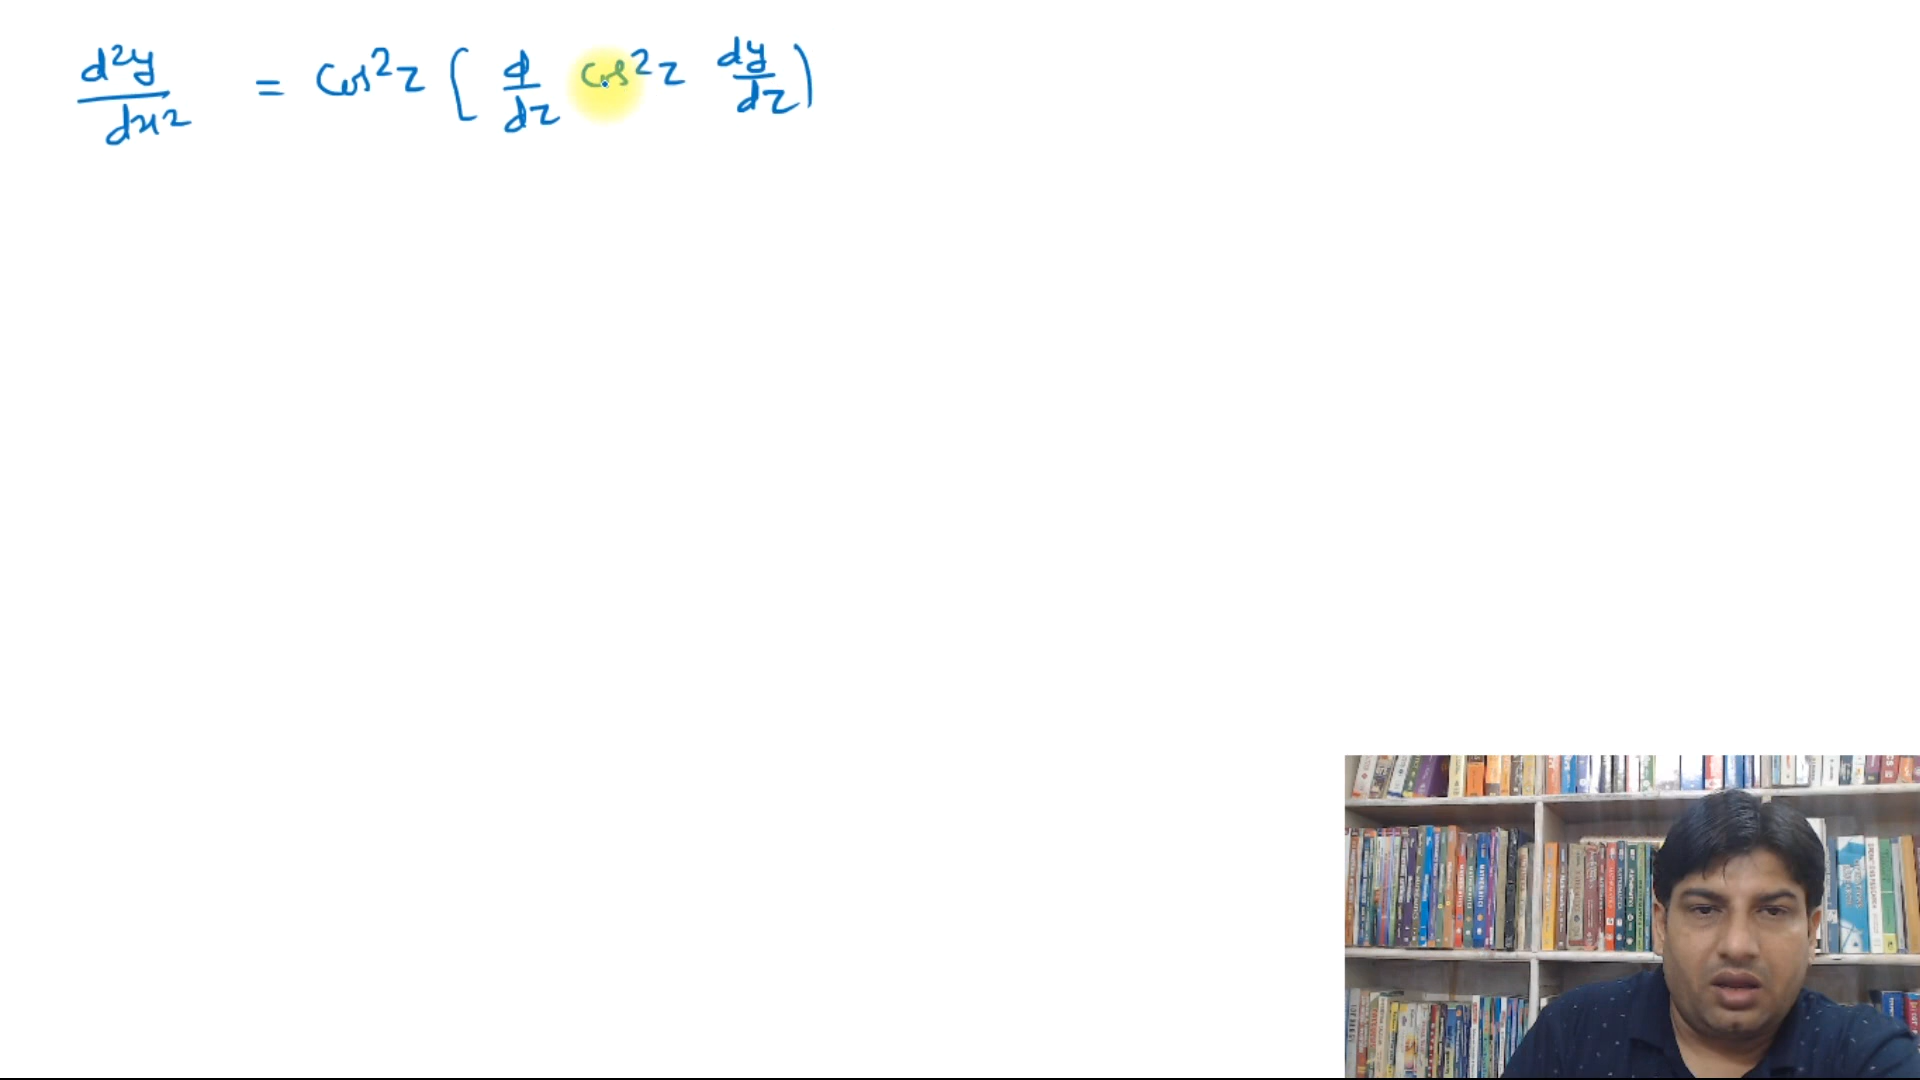 d²y/dx² = cos²z [ d/dz cos²z dy/dz )